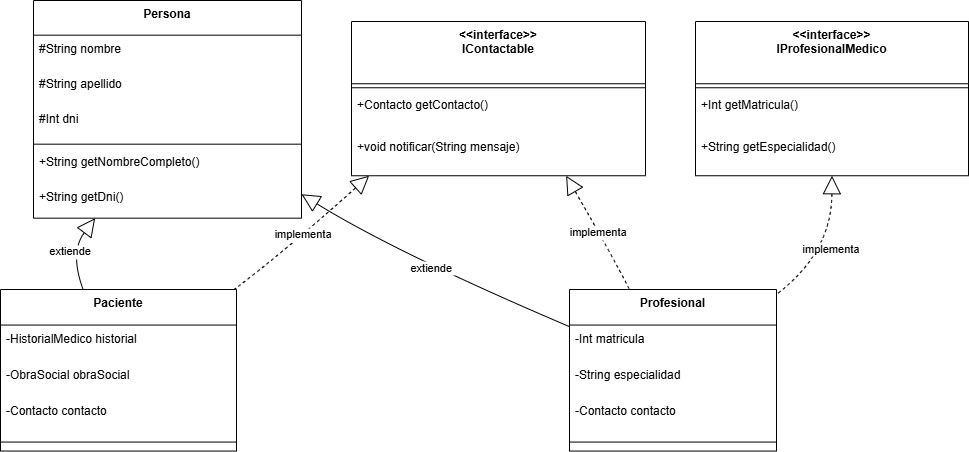 Persona
#String nombre
#String apellido
#Int dni
+String getNombreCompleto()
+String getDni()
<<interface>>
IContactable
+Contacto getContacto()
+void notificar(String mensaje)
<<interface>>
IProfesionalMedico
+Int getMatricula()
+String getEspecialidad()
extiende
implementa
extiende
implementa
implementa
Paciente
-HistorialMedico historial
-ObraSocial obraSocial
-Contacto contacto
Profesional
-Int matricula
-String especialidad
-Contacto contacto